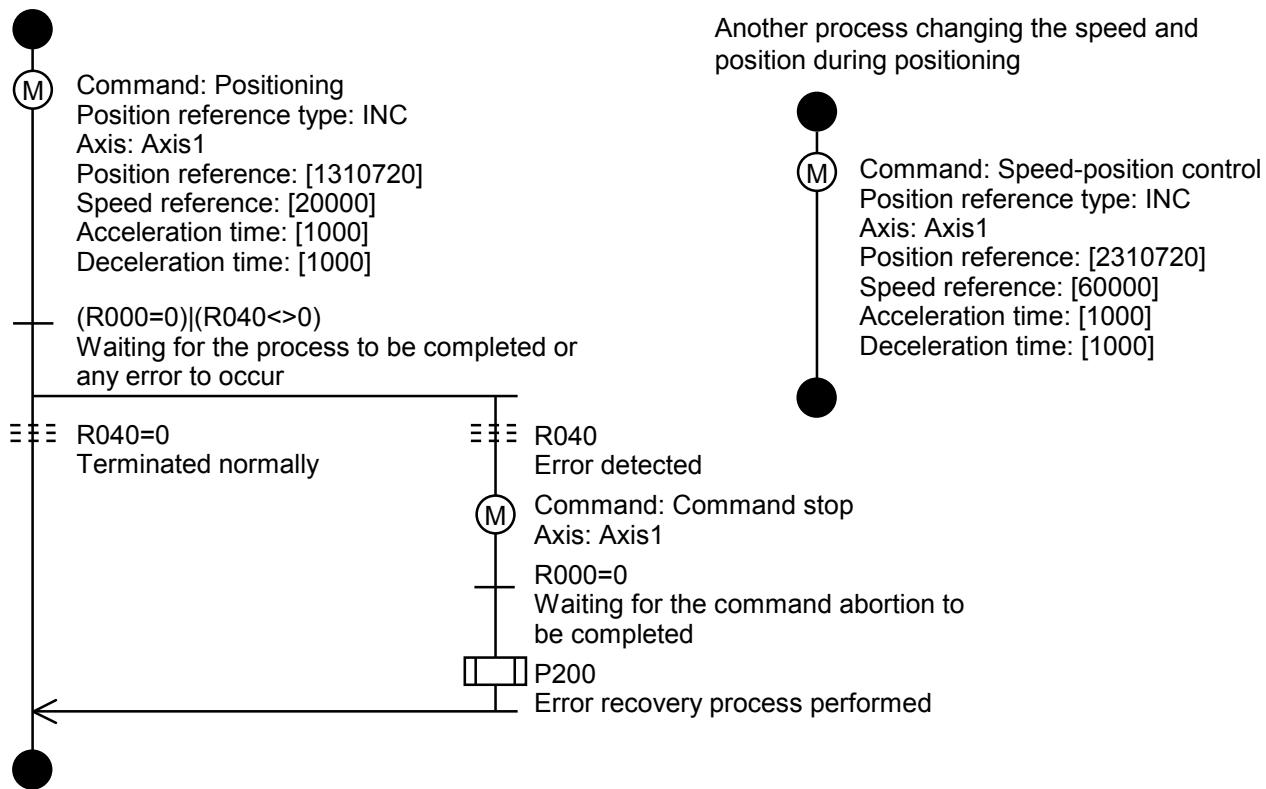 M
Command: Positioning
Position reference type: INC
Axis: Axis1
Position reference: [1310720]
Speed reference: [20000]
Acceleration time: [1000]
Deceleration time: [1000]
(R000=0)|(R040<>0)
Waiting for the process to be completed or
any error to occur
R040=0
Terminated normally
R040
Error detected
M
Command: Command stop
Axis: Axis1
R000=0
Waiting for the command abortion to
be completed
P200
Error recovery process performed
Another process changing the speed and
position during positioning
M
Command: Speed-position control
Position reference type: INC
Axis: Axis1
Position reference: [2310720]
Speed reference: [60000]
Acceleration time: [1000]
Deceleration time: [1000]